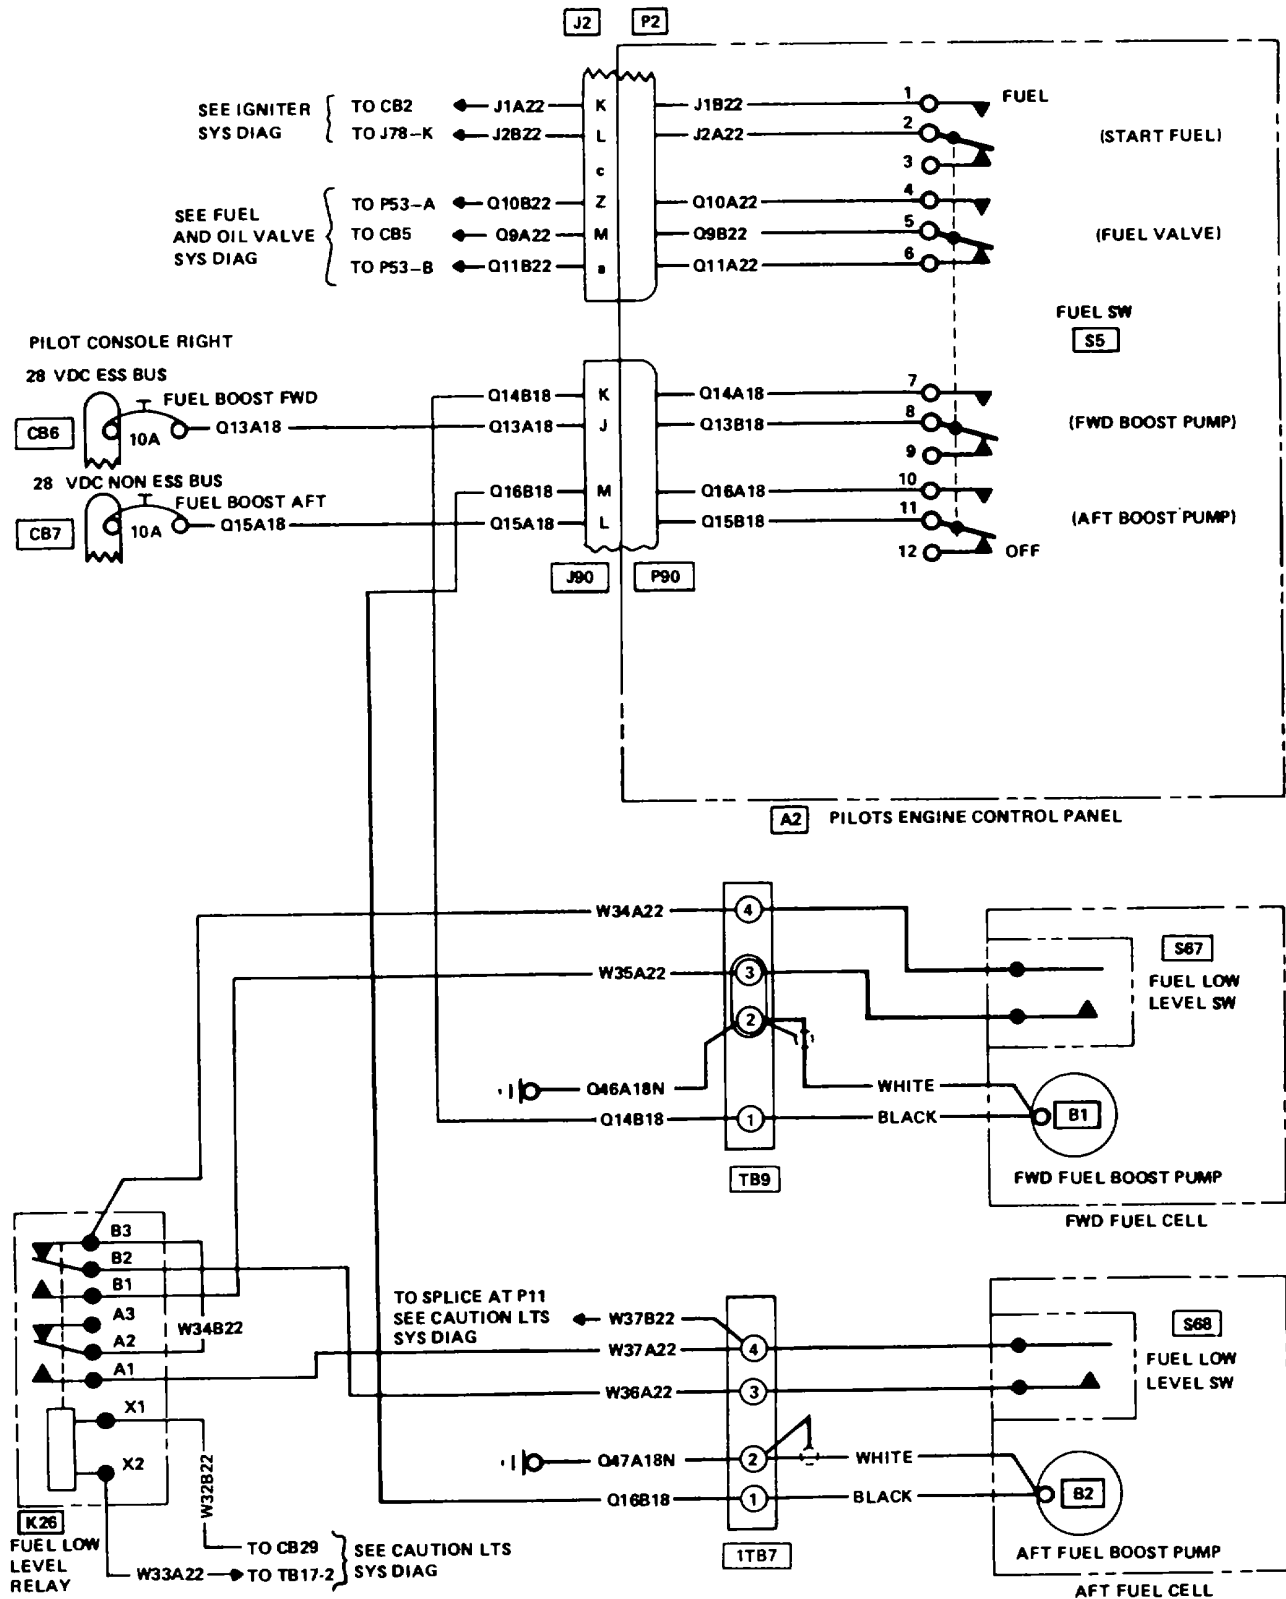 J2 P2
SEE IGNITER
SYS DIAG
TO CB2 J1A22 K J1B22 1 FUEL
TO J78-K J2B22 L J2A22 2 (START FUEL)
c 3
SEE FUEL
AND OIL VALVE
SYS DIAG
TO P53-A Q10B22 Z Q10A22 4
TO CB5 Q9A22 M Q9B22 5 (FUEL VALVE)
TO P53-B Q11B22 a Q11A22 6
FUEL SW
S5
PILOT CONSOLE RIGHT
28 VDC ESS BUS
FUEL BOOST FWD
CB6 10A Q13A18
Q14B18 K Q14A18 7
Q13A18 J Q13B18 8 (FWD BOOST PUMP)
9
28 VDC NON ESS BUS
FUEL BOOST AFT
CB7 10A Q15A18
Q16B18 M Q16A18 10
Q15A18 L Q15B18 11 (AFT BOOST PUMP)
12 OFF
J90 P90
A2 PILOTS ENGINE CONTROL PANEL
W34A22 4
S67
W35A22 3 FUEL LOW
LEVEL SW
2
Q46A18N WHITE
Q14B18 1 BLACK B1
TB9
FWD FUEL BOOST PUMP
FWD FUEL CELL
B3
B2
B1
A3
A2
A1
W34B22
X1
X2
W32B22
K26
FUEL LOW
LEVEL
RELAY
TO CB29
W33A22 TO TB17-2
SEE CAUTION LTS
SYS DIAG
TO SPLICE AT P11
SEE CAUTION LTS
SYS DIAG
W37B22
W37A22 4
S68
FUEL LOW
LEVEL SW
W36A22 3
Q47A18N 2 WHITE
Q16B18 1 BLACK B2
1TB7
AFT FUEL BOOST PUMP
AFT FUEL CELL